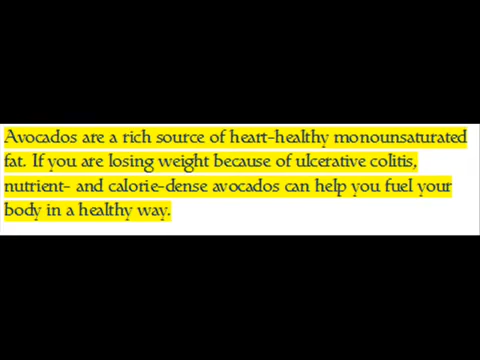 Avocados are a rich source of heart-healthy monounsaturated
fat. If you are losing weight because of ulcerative colitis,
nutrient- and calorie-dense avocados can help you fuel your
body in a healthy way.